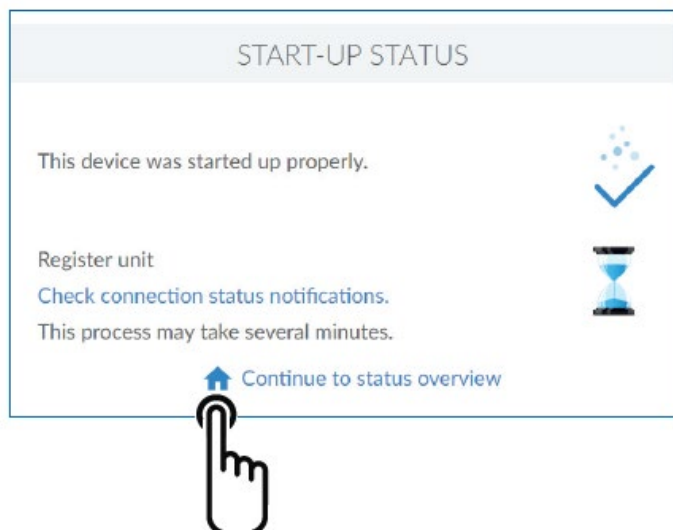 START-UP STATUS
This device was started up properly.
Register unit
Check connection status notifications.
This process may take several minutes.
Continue to status overview